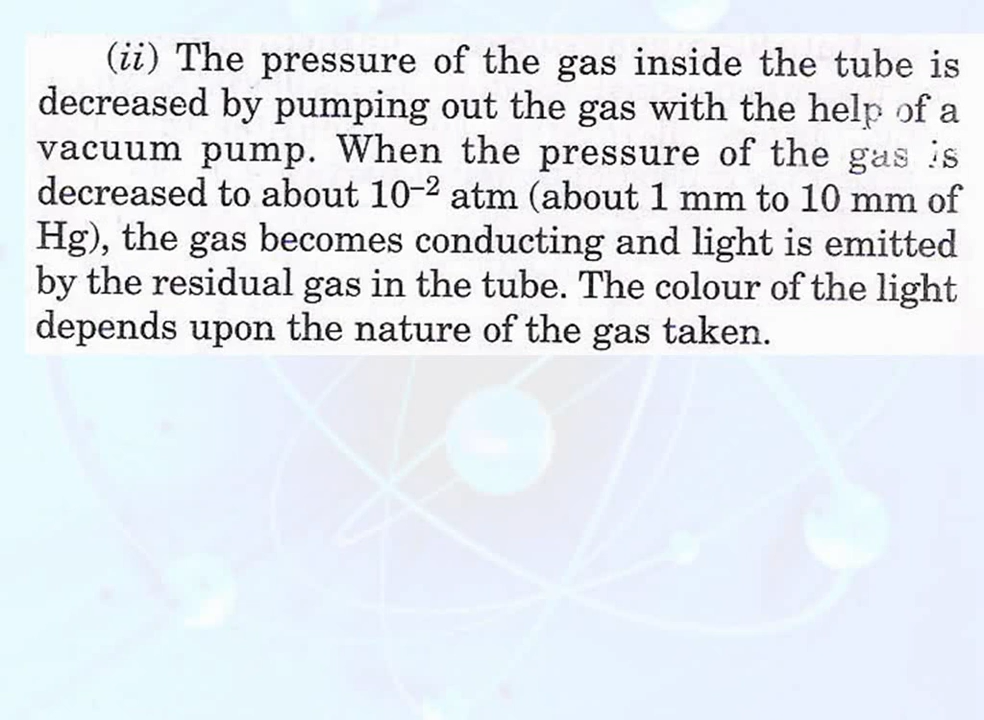 (ii) The pressure of the gas inside the tube is
decreased by pumping out the gas with the help of a
vacuum pump. When the pressure of the gas is
decreased to about 10⁻² atm (about 1 mm to 10 mm of
Hg), the gas becomes conducting and light is emitted
by the residual gas in the tube. The colour of the light
depends upon the nature of the gas taken.